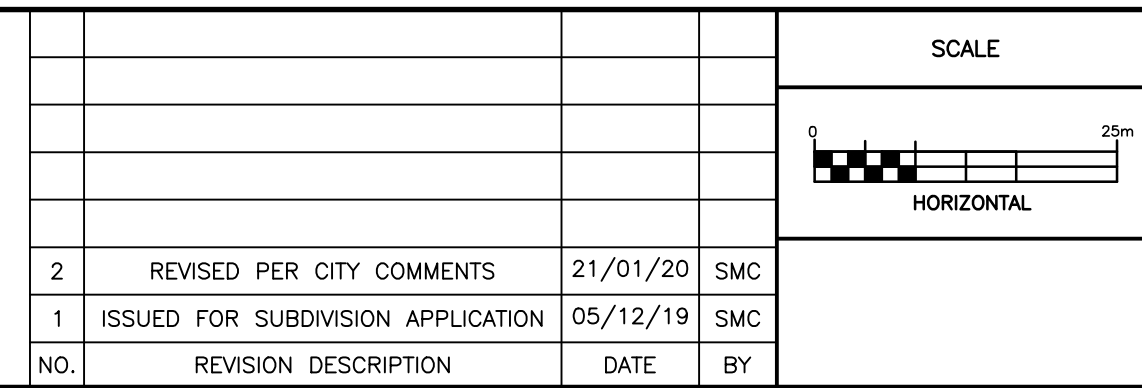 SCALE
0 25m
HORIZONTAL
2 REVISED PER CITY COMMENTS 21/01/20 SMC
1 ISSUED FOR SUBDIVISION APPLICATION 05/12/19 SMC
NO. REVISION DESCRIPTION DATE BY